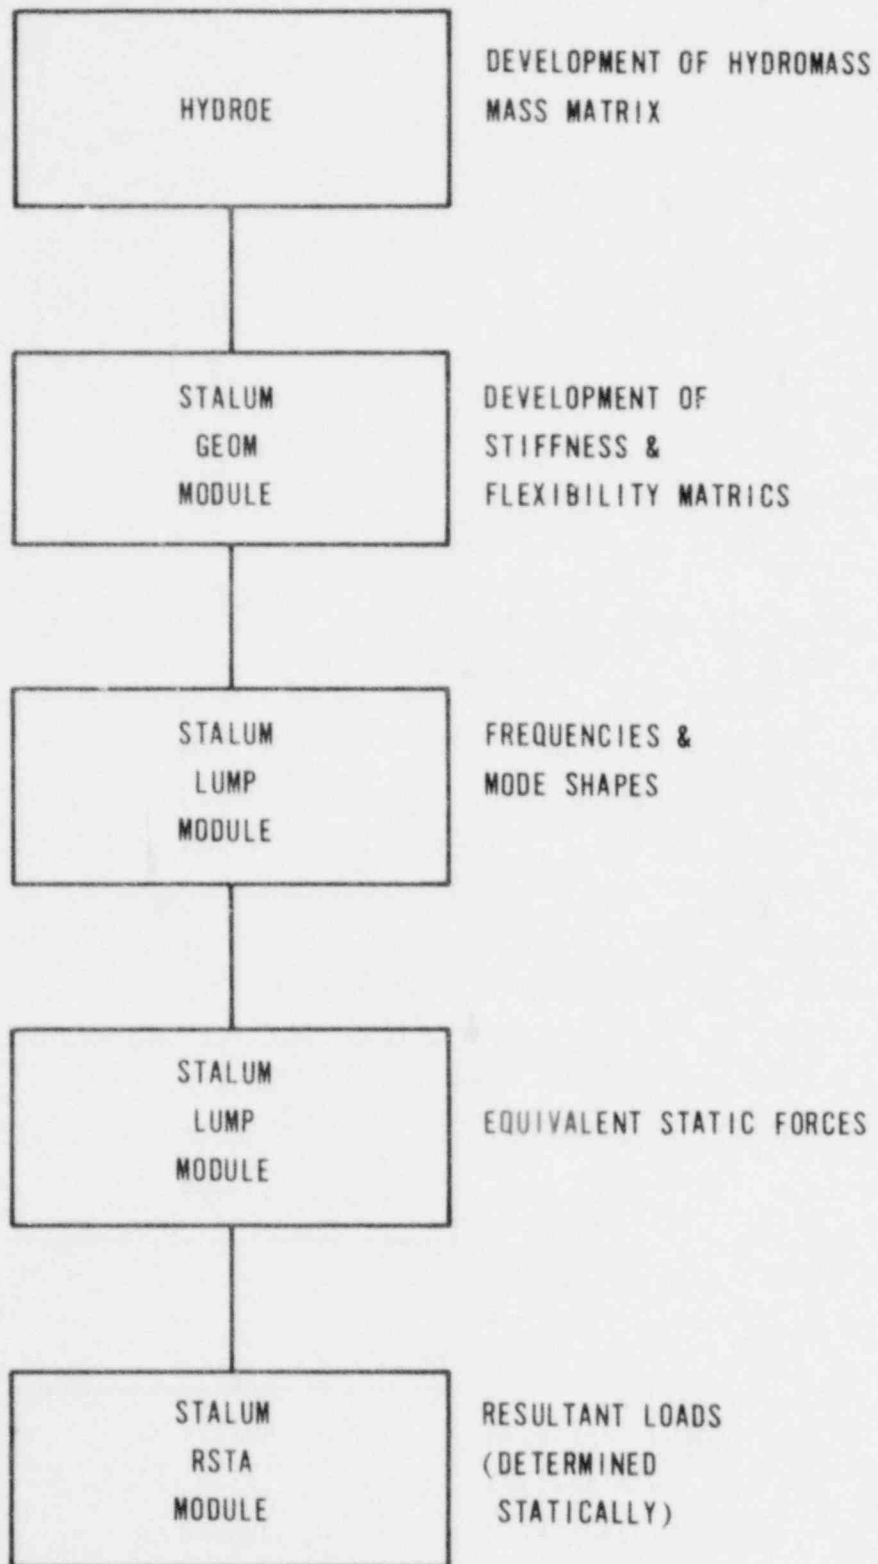 HYDROE
DEVELOPMENT OF HYDROMASS
MASS MATRIX
STALUM
GEOM
MODULE
DEVELOPMENT OF
STIFFNESS &
FLEXIBILITY MATRICS
STALUM
LUMP
MODULE
FREQUENCIES &
MODE SHAPES
STALUM
LUMP
MODULE
EQUIVALENT STATIC FORCES
STALUM
RSTA
MODULE
RESULTANT LOADS
(DETERMINED
STATICALLY)